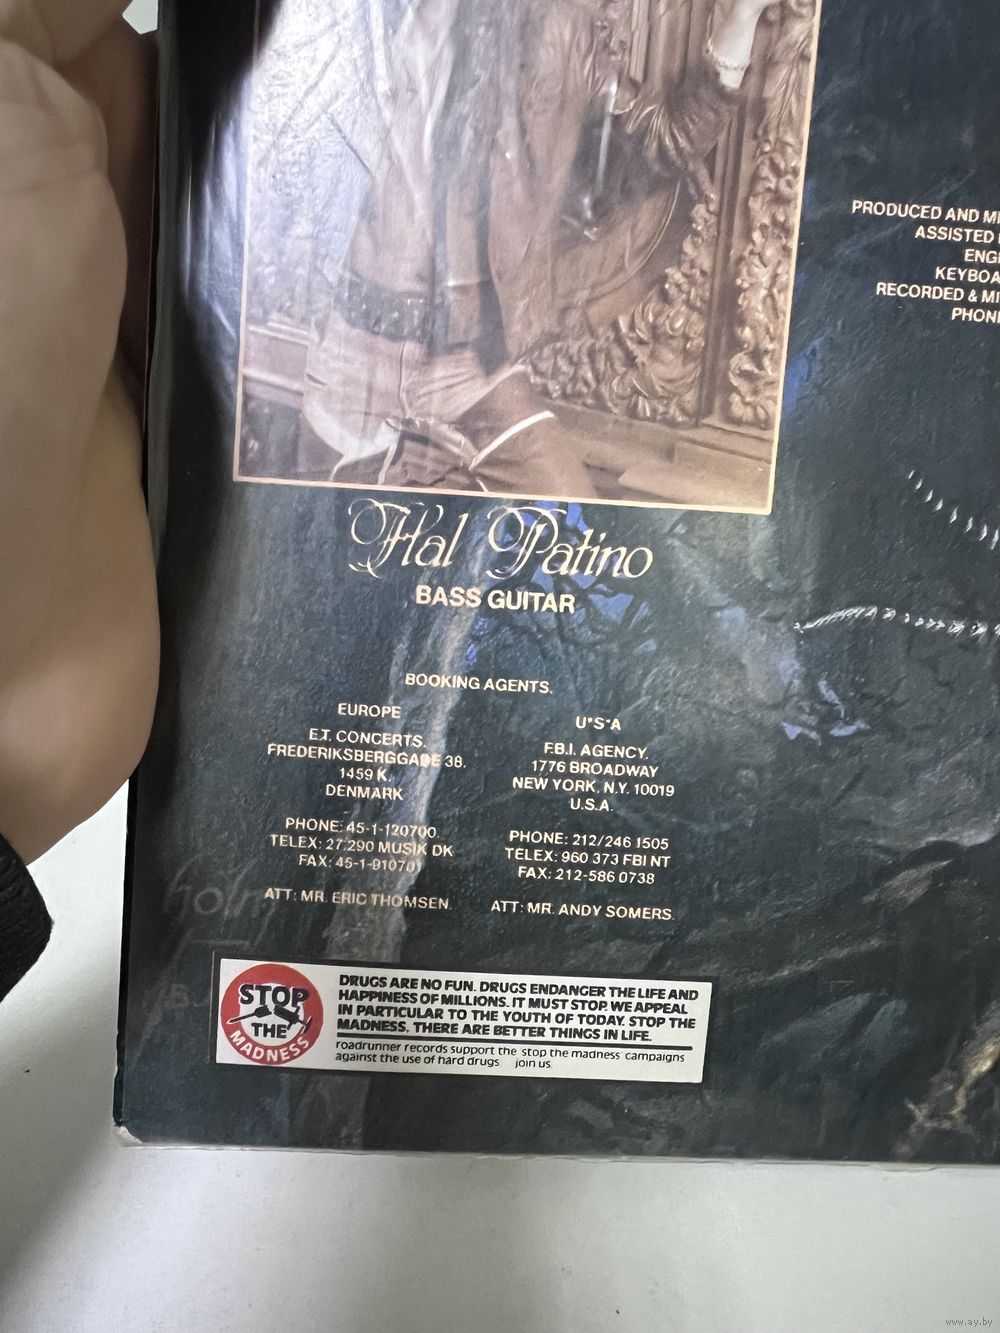 PRODUCED AND
ASSISTED
RECORDED &
Hal Patino
BASS GUITAR
BOOKING AGENTS.
EUROPE
E.T. CONCERTS.
FREDERIKSBERGGADE 38.
1459 K.
DENMARK
PHONE: 45-1-120700.
TELEX: 27.290 MUSIK DK
FAX: 45-1-910701
ATT: MR. ERIC THOMSEN.
U*S*A
F.B.I. AGENCY.
1776 BROADWAY
NEW YORK, N.Y. 10019
U.S.A.
PHONE: 212/246 1505
TELEX: 960 373 FBI NT
FAX: 212-586 0738
ATT: MR. ANDY SOMERS.
STOP
THE
MADNESS
DRUGS ARE NO FUN. DRUGS ENDANGER THE LIFE AND
HAPPINESS OF MILLIONS. IT MUST STOP. WE APPEAL
IN PARTICULAR TO THE YOUTH OF TODAY. STOP THE
MADNESS. THERE ARE BETTER THINGS IN LIFE.
roadrunner records support the 'stop the madness' campaigns
against the use of hard drugs join us
www.ay.by